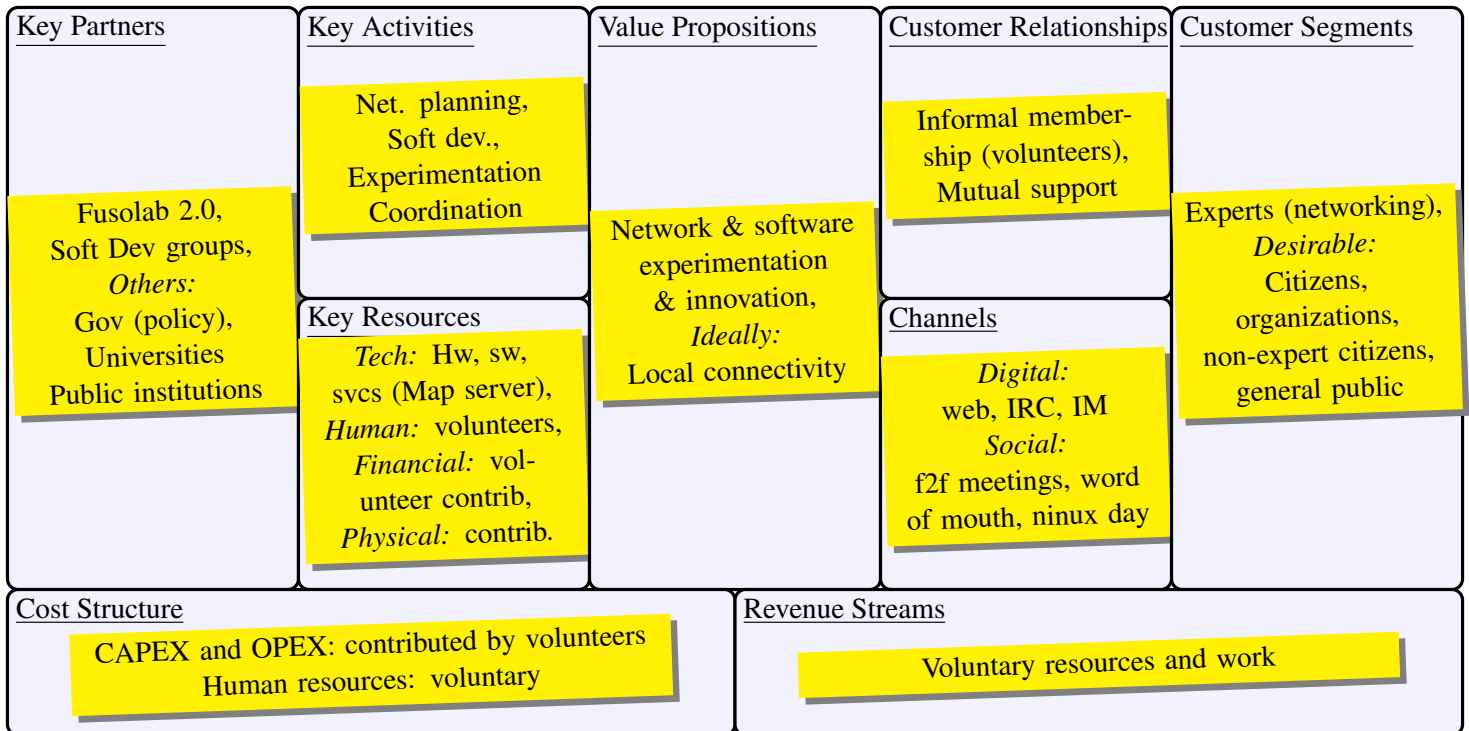 Key Partners
Fusolab 2.0,
Soft Dev groups,
Others:
Gov (policy),
Universities
Public institutions
Key Activities
Net. planning,
Soft dev.,
Experimentation
Coordination
Key Resources
Tech: Hw, sw,
svcs (Map server),
Human: volunteers,
Financial: vol-
unteer contrib,
Physical: contrib.
Value Propositions
Network & software
experimentation
& innovation,
Ideally:
Local connectivity
Customer Relationships
Informal member-
ship (volunteers),
Mutual support
Channels
Digital:
web, IRC, IM
Social:
f2f meetings, word
of mouth, ninux day
Customer Segments
Experts (networking),
Desirable:
Citizens,
organizations,
non-expert citizens,
general public
Cost Structure
CAPEX and OPEX: contributed by volunteers
Human resources: voluntary
Revenue Streams
Voluntary resources and work